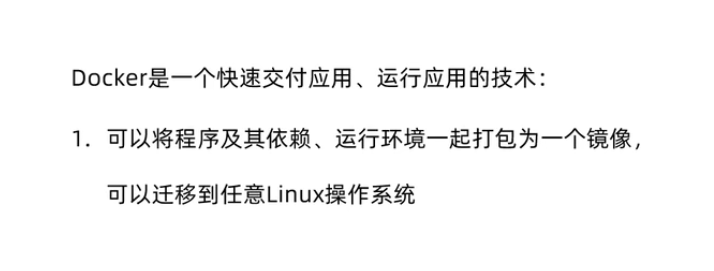 Docker是一个快速交付应用、运行应用的技术：
1. 可以将程序及其依赖、运行环境一起打包为一个镜像，
可以迁移到任意Linux操作系统